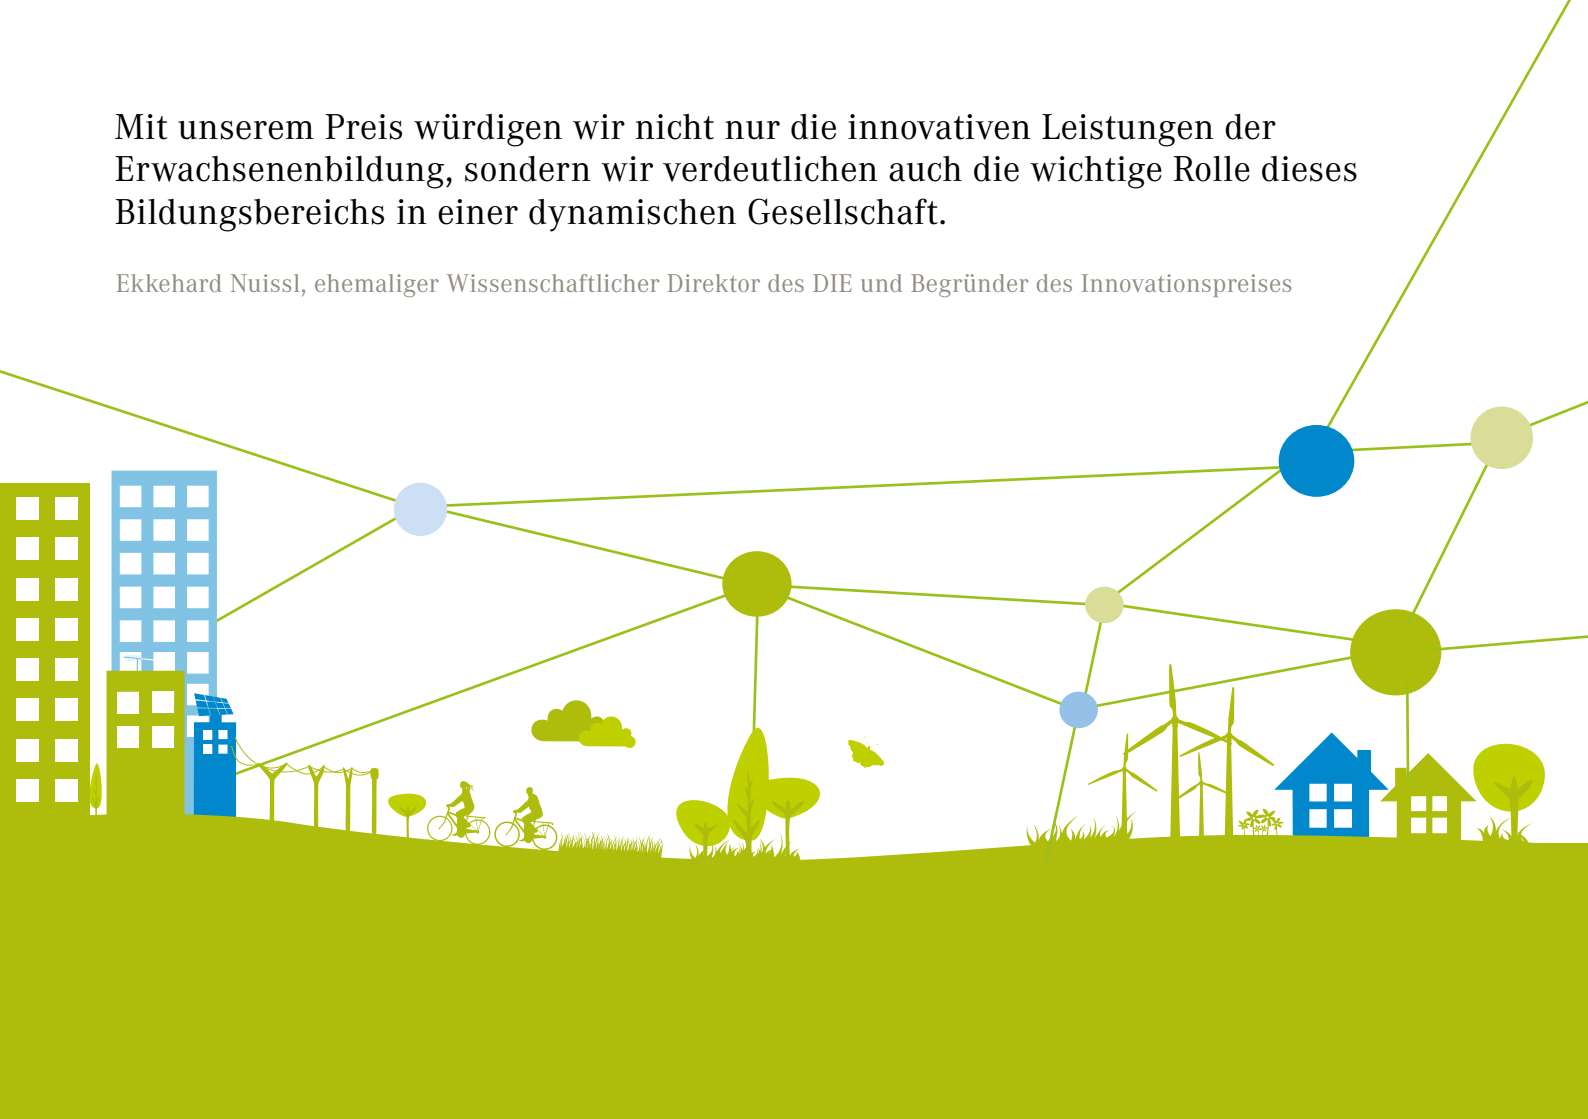 Mit unserem Preis würdigen wir nicht nur die innovativen Leistungen der
Erwachsenenbildung, sondern wir verdeutlichen auch die wichtige Rolle dieses
Bildungsbereichs in einer dynamischen Gesellschaft.
Ekkehard Nuissl, ehemaliger Wissenschaftlicher Direktor des DIE und Begründer des Innovationspreises